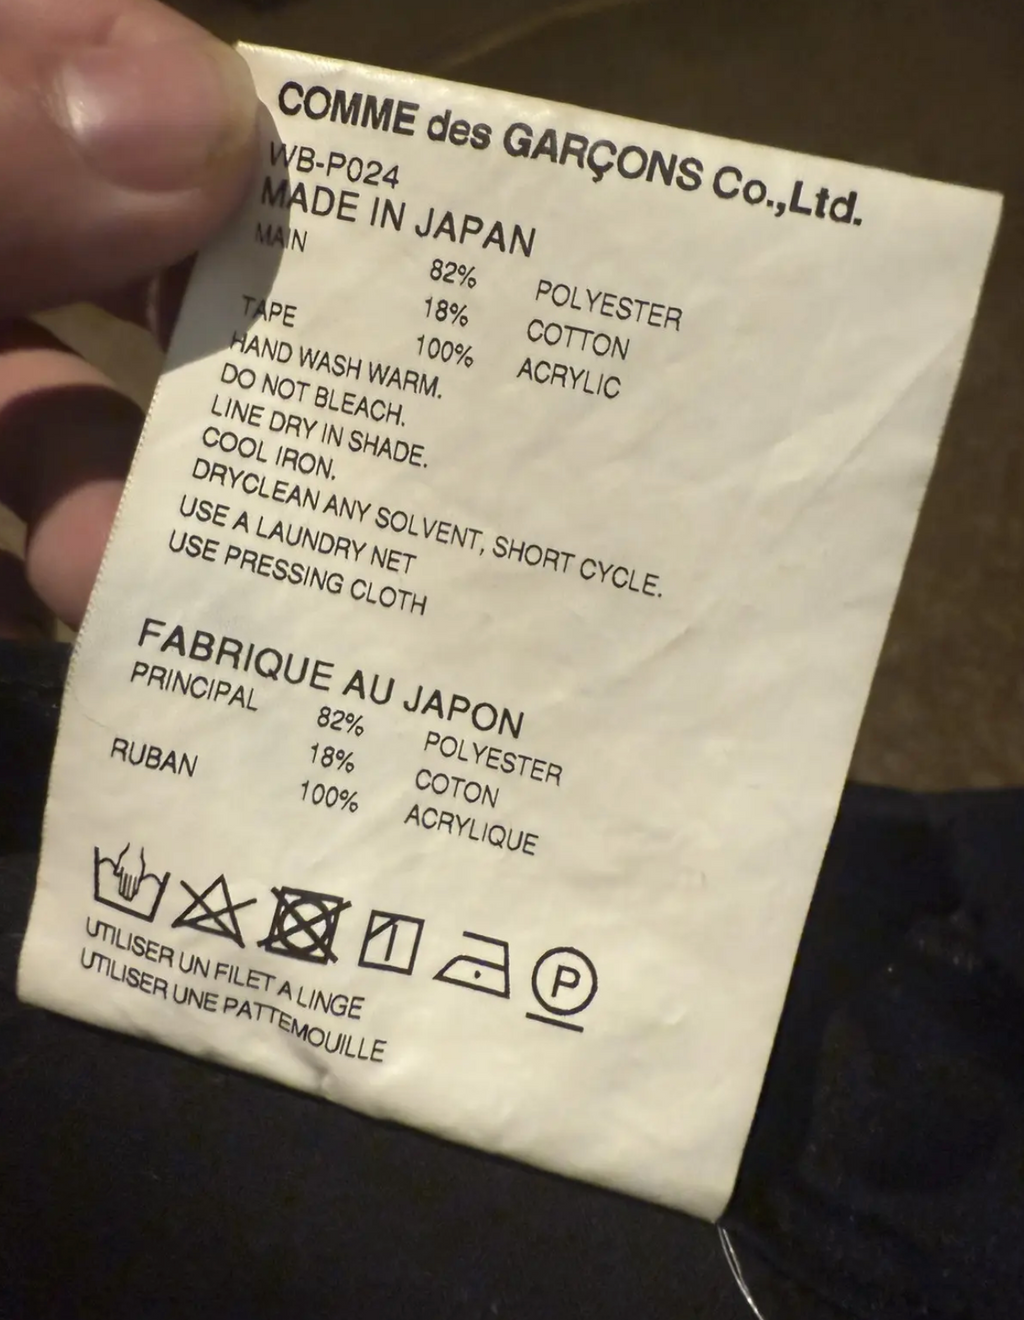 COMME des GARÇONS Co.,Ltd.
WB-P024
MADE IN JAPAN
MAIN
82% POLYESTER
18% COTTON
TAPE
100% ACRYLIC
HAND WASH WARM.
DO NOT BLEACH.
LINE DRY IN SHADE.
COOL IRON.
DRYCLEAN ANY SOLVENT, SHORT CYCLE.
USE A LAUNDRY NET
USE PRESSING CLOTH
FABRIQUE AU JAPON
PRINCIPAL
82% POLYESTER
18% COTON
RUBAN
100% ACRYLIQUE
P
UTILISER UN FILET A LINGE
UTILISER UNE PATTEMOUILLE